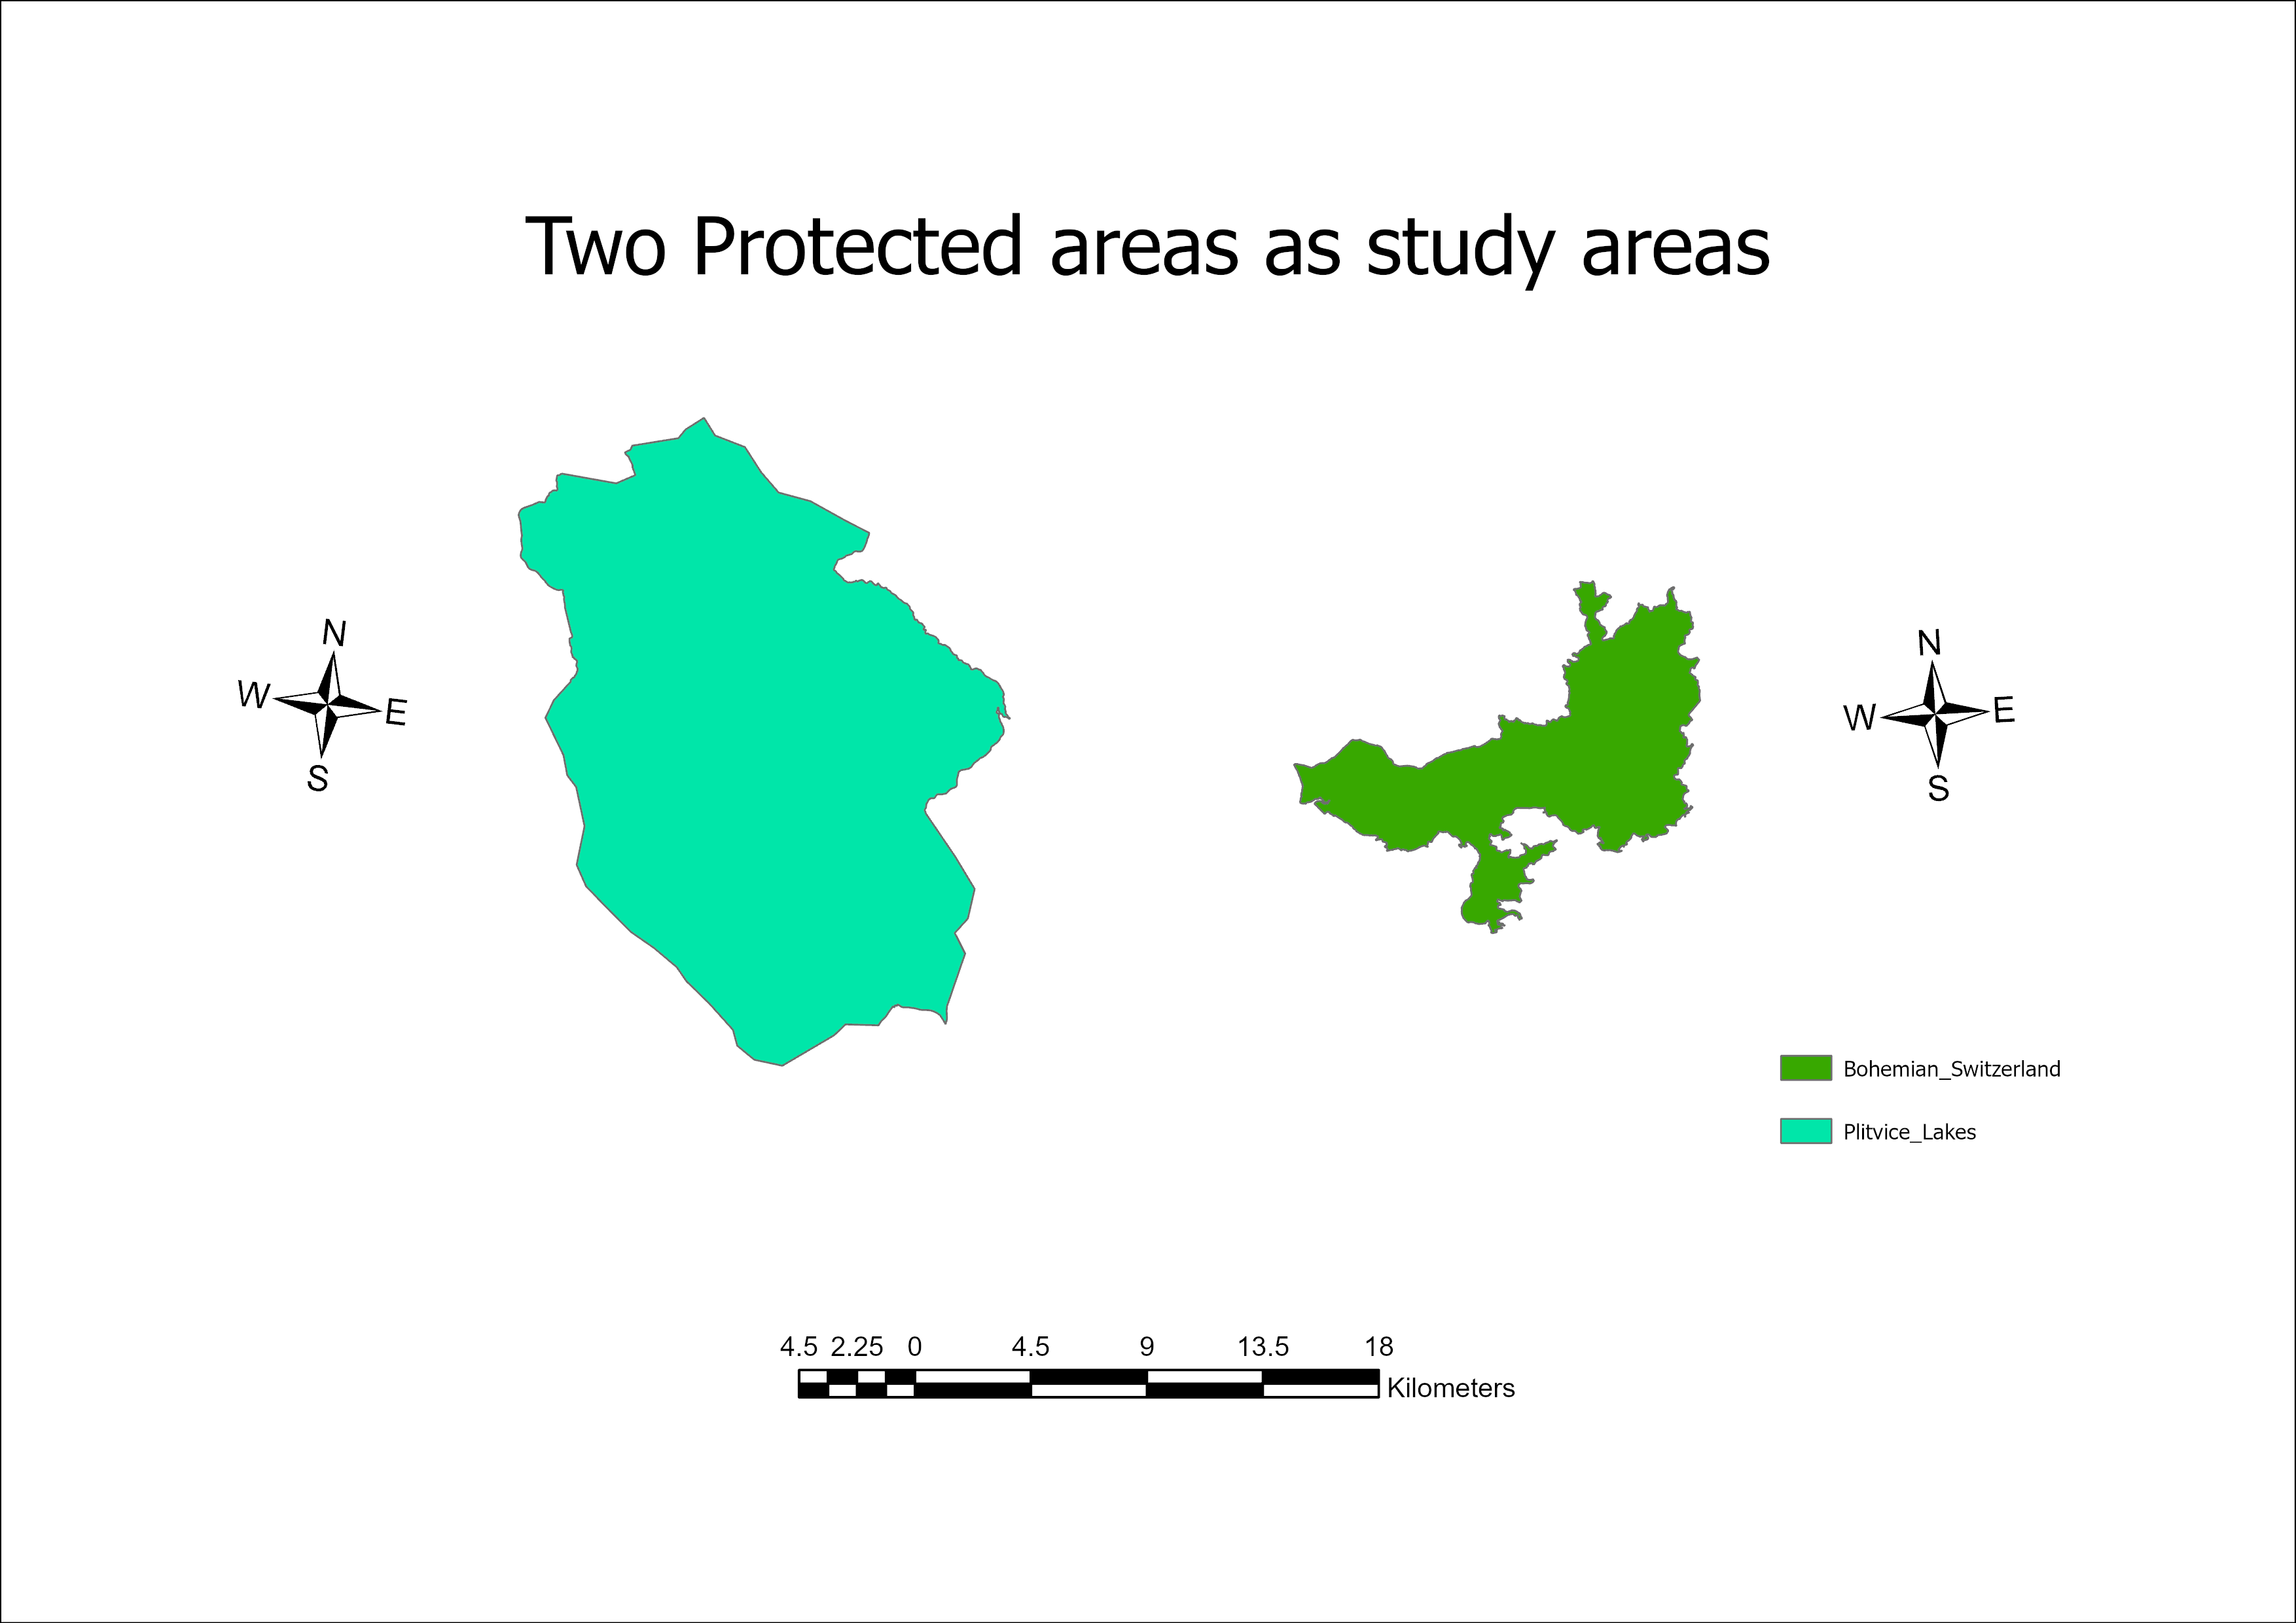 Two Protected areas as study areas
N
W E
S
N
W E
S
Bohemian_Switzerland
Plitvice_Lakes
4.5 2.25 0 4.5 9 13.5 18
Kilometers